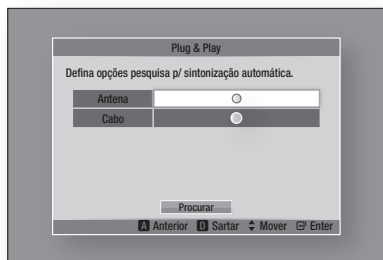 Plug & Play
Defina opções pesquisa p/ sintonização automática.
Antena
Cabo
Procurar
A Anterior D Sartar Mover Enter